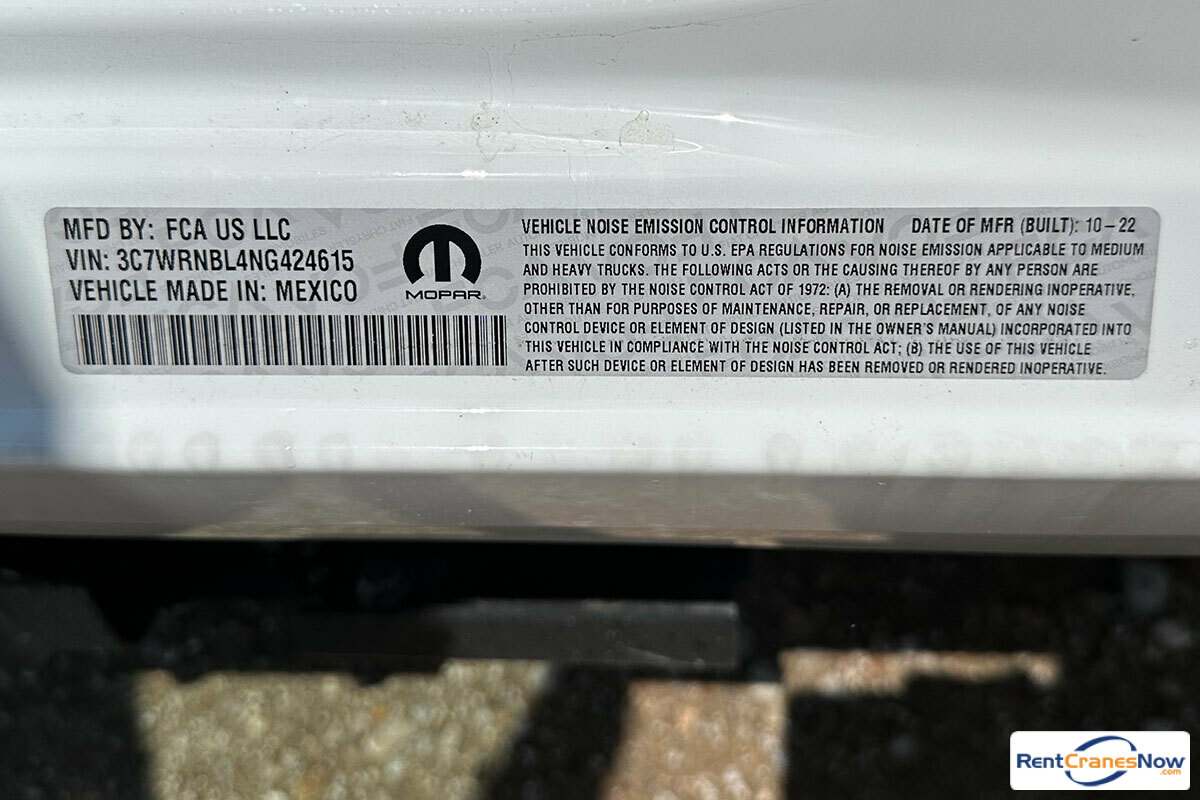 MFD BY: FCA US LLC
VIN: 3C7WRNBL4NG424615
VEHICLE MADE IN: MEXICO
MOPAR
VEHICLE NOISE EMISSION CONTROL INFORMATION DATE OF MFR (BUILT): 10-22
THIS VEHICLE CONFORMS TO U.S. EPA REGULATIONS FOR NOISE EMISSION APPLICABLE TO MEDIUM
AND HEAVY TRUCKS. THE FOLLOWING ACTS OR THE CAUSING THEREOF BY ANY PERSON ARE
PROHIBITED BY THE NOISE CONTROL ACT OF 1972: (A) THE REMOVAL OR RENDERING INOPERATIVE,
OTHER THAN FOR PURPOSES OF MAINTENANCE, REPAIR, OR REPLACEMENT, OF ANY NOISE
CONTROL DEVICE OR ELEMENT OF DESIGN (LISTED IN THE OWNER'S MANUAL) INCORPORATED INTO
THIS VEHICLE IN COMPLIANCE WITH THE NOISE CONTROL ACT; (B) THE USE OF THIS VEHICLE
AFTER SUCH DEVICE OR ELEMENT OF DESIGN HAS BEEN REMOVED OR RENDERED INOPERATIVE.
RentCranesNow
.com